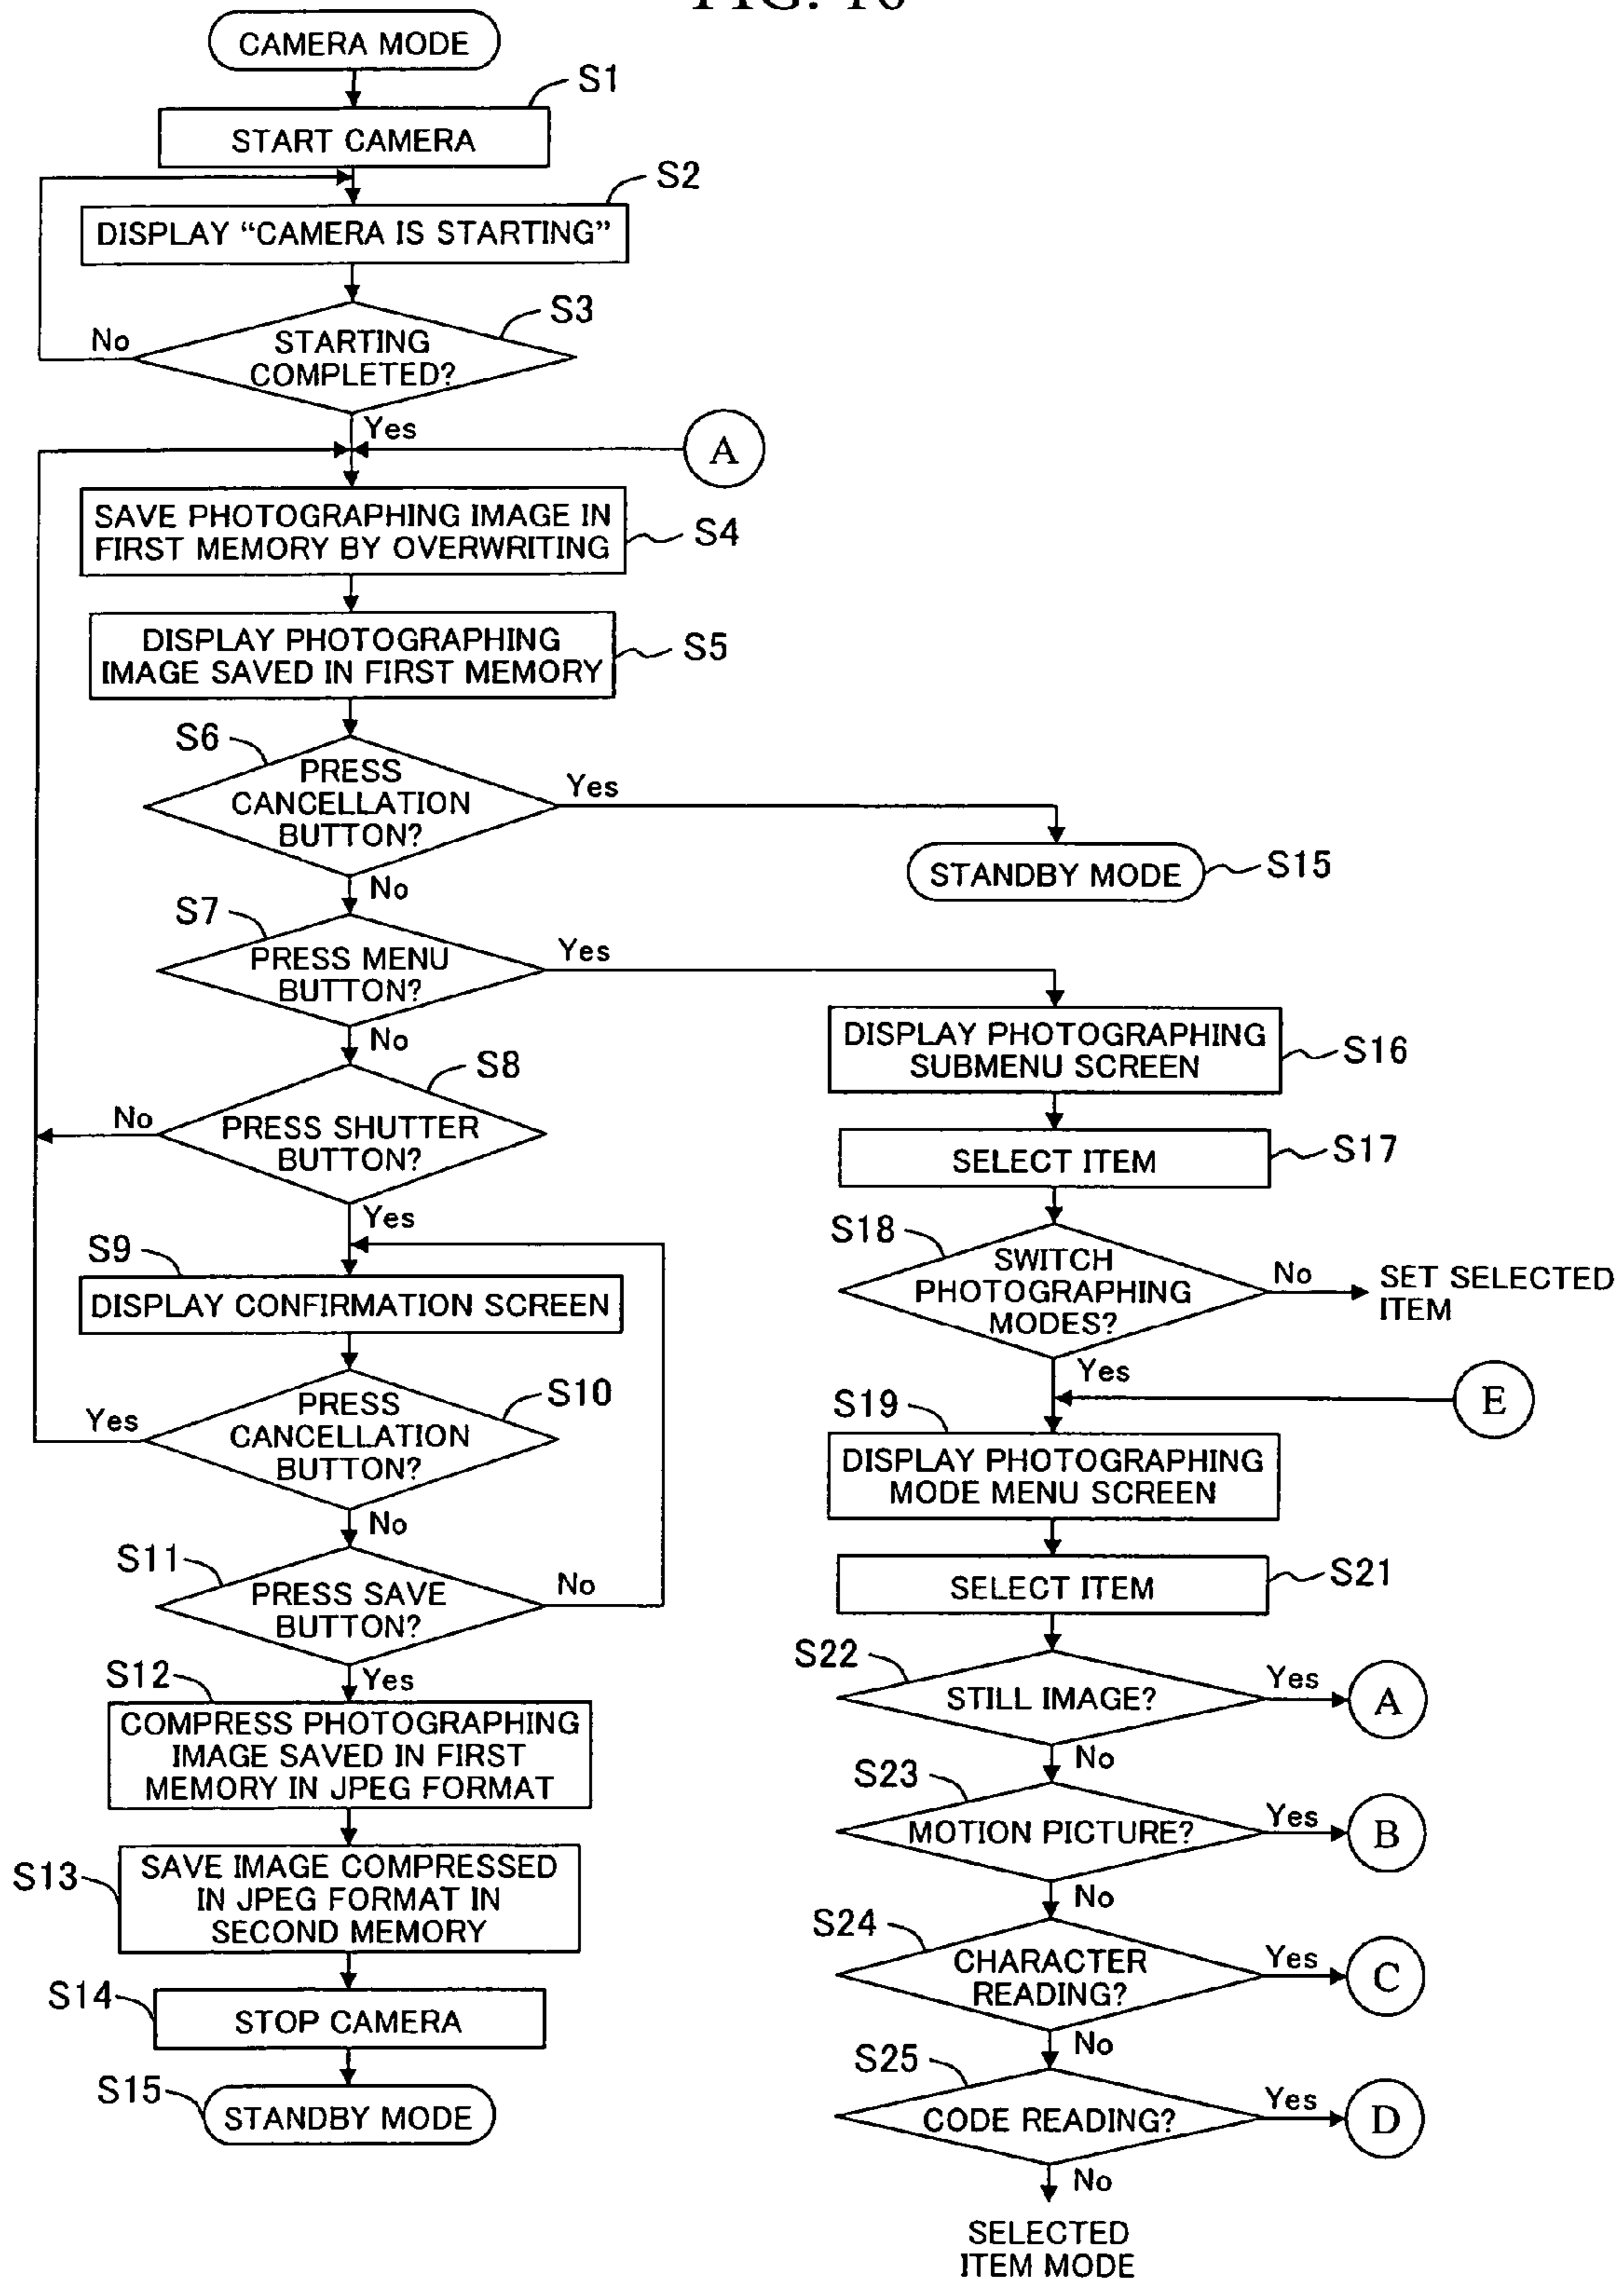 FIG. 10
CAMERA MODE
S1
START CAMERA
S2
DISPLAY “CAMERA IS STARTING”
S3
STARTING
COMPLETED?
No
Yes
A
SAVE PHOTOGRAPHING IMAGE IN
FIRST MEMORY BY OVERWRITING
S4
DISPLAY PHOTOGRAPHING
IMAGE SAVED IN FIRST MEMORY
S5
S6
PRESS
CANCELLATION
BUTTON?
Yes
No
STANDBY MODE
S15
S7
PRESS MENU
BUTTON?
Yes
No
S8
PRESS SHUTTER
BUTTON?
No
Yes
S9
DISPLAY CONFIRMATION SCREEN
S10
PRESS
CANCELLATION
BUTTON?
Yes
No
S11
PRESS SAVE
BUTTON?
No
Yes
S12
COMPRESS PHOTOGRAPHING
IMAGE SAVED IN FIRST
MEMORY IN JPEG FORMAT
S13
SAVE IMAGE COMPRESSED
IN JPEG FORMAT IN
SECOND MEMORY
S14
STOP CAMERA
S15
STANDBY MODE
DISPLAY PHOTOGRAPHING
SUBMENU SCREEN
S16
SELECT ITEM
S17
S18
SWITCH
PHOTOGRAPHING
MODES?
No
SET SELECTED
ITEM
Yes
E
S19
DISPLAY PHOTOGRAPHING
MODE MENU SCREEN
SELECT ITEM
S21
S22
STILL IMAGE?
Yes
A
No
S23
MOTION PICTURE?
Yes
B
No
S24
CHARACTER
READING?
Yes
C
No
S25
CODE READING?
Yes
D
No
SELECTED
ITEM MODE